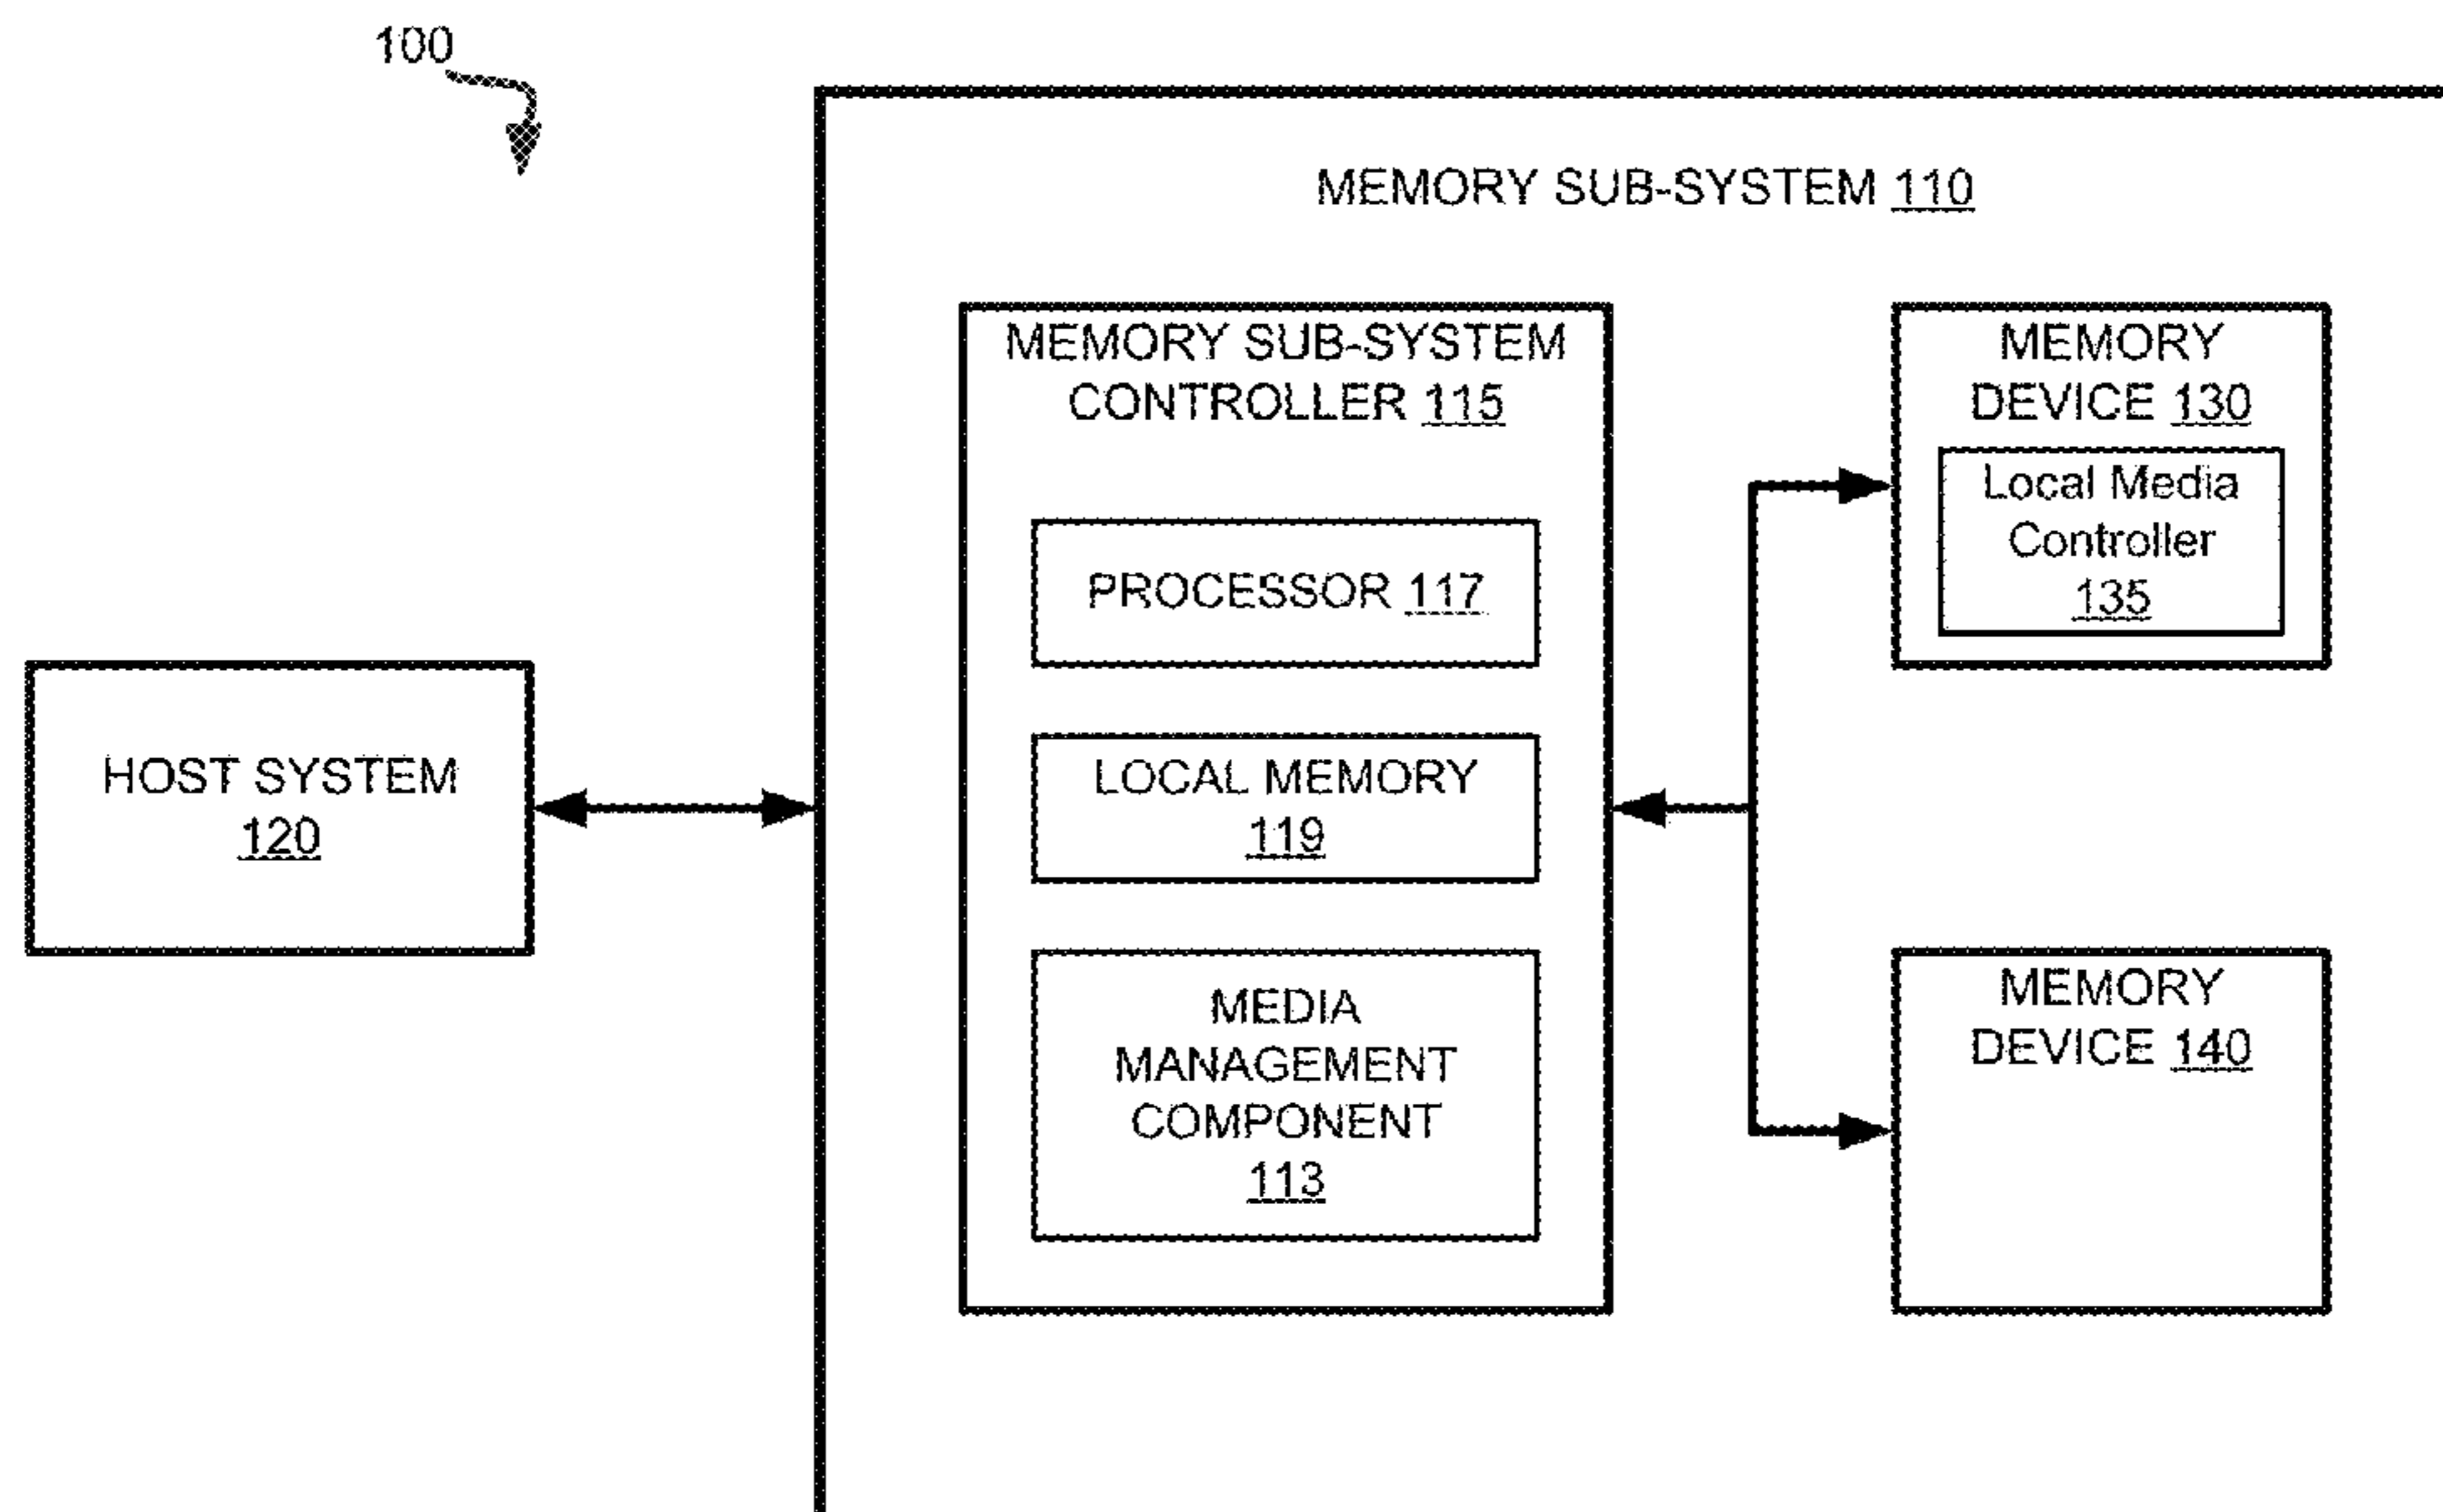 100
MEMORY SUB-SYSTEM 110
MEMORY SUB-SYSTEM
CONTROLLER 115
PROCESSOR 117
LOCAL MEMORY
119
MEDIA
MANAGEMENT
COMPONENT
113
MEMORY
DEVICE 130
Local Media
Controller
135
MEMORY
DEVICE 140
HOST SYSTEM
120